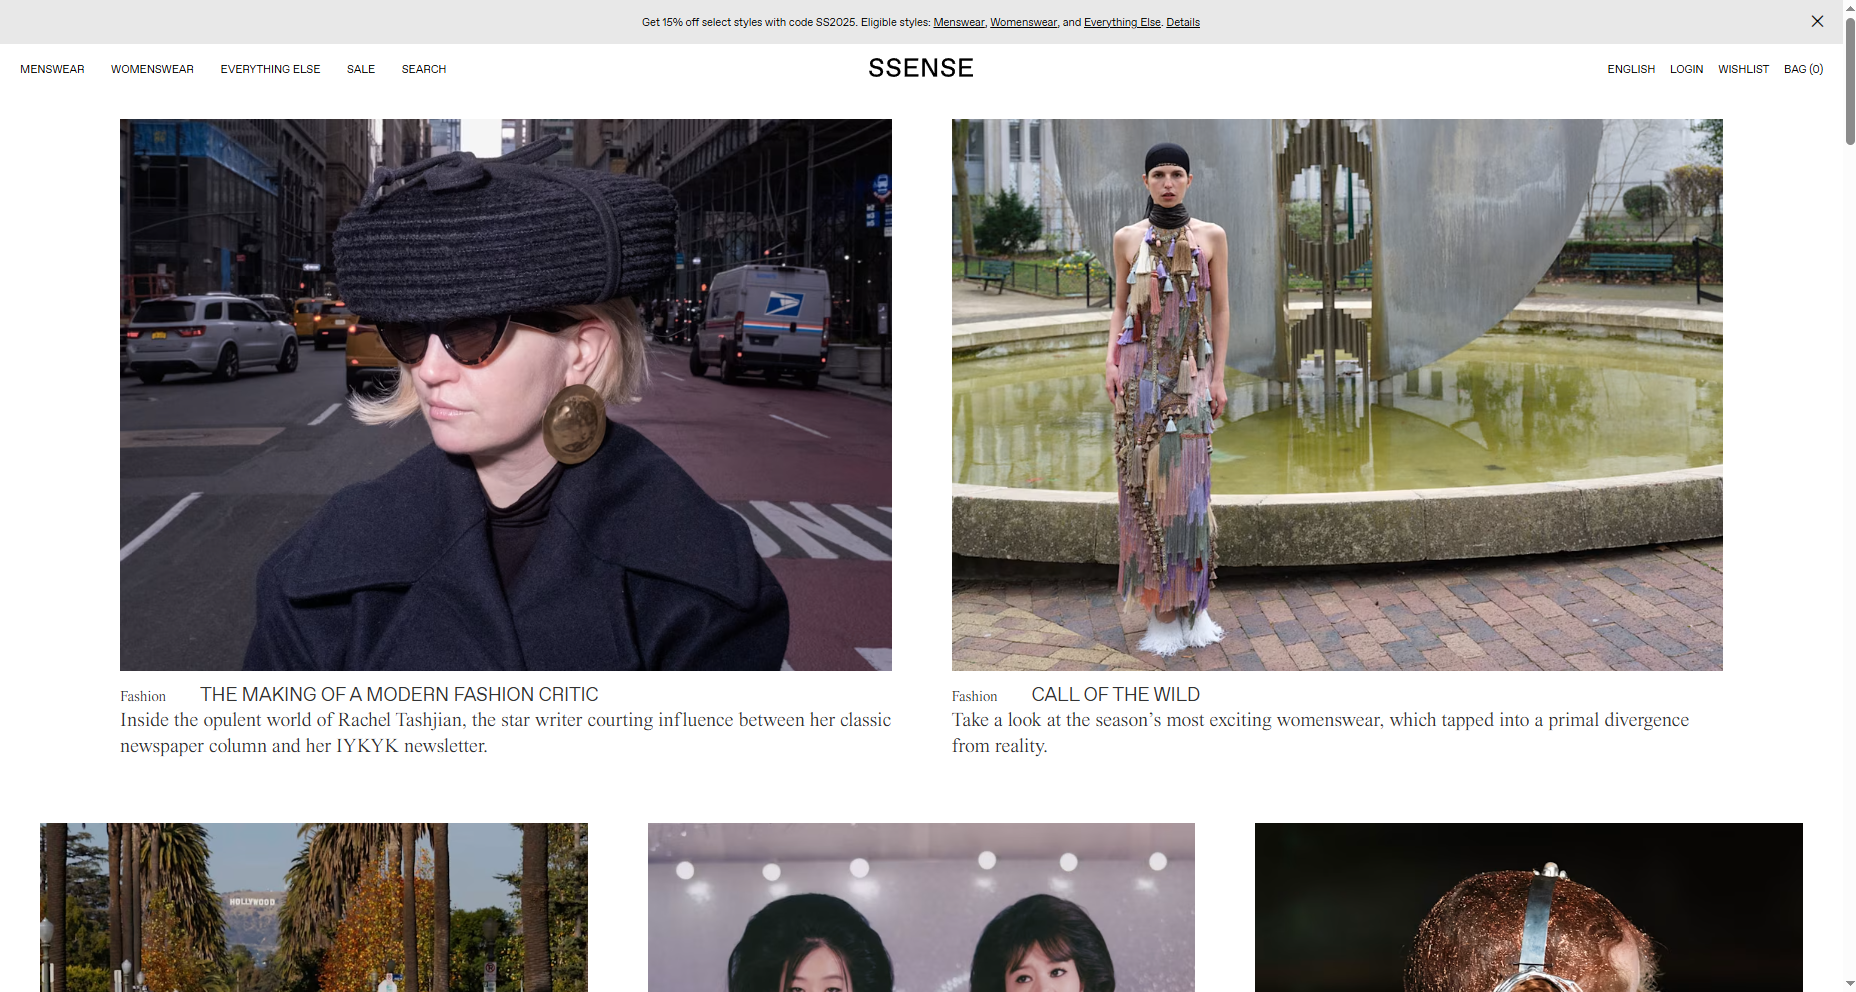 Get 15% off select styles with code SS2025. Eligible styles: Menswear, Womenswear, and Everything Else. Details
MENSWEAR WOMENSWEAR EVERYTHING ELSE SALE SEARCH
SSENSE
ENGLISH LOGIN WISHLIST BAG (0)
Fashion THE MAKING OF A MODERN FASHION CRITIC
Inside the opulent world of Rachel Tashjian, the star writer courting influence between her classic
newspaper column and her IYKYK newsletter.
Fashion CALL OF THE WILD
Take a look at the season’s most exciting womenswear, which tapped into a primal divergence
from reality.
HOLLYWOOD